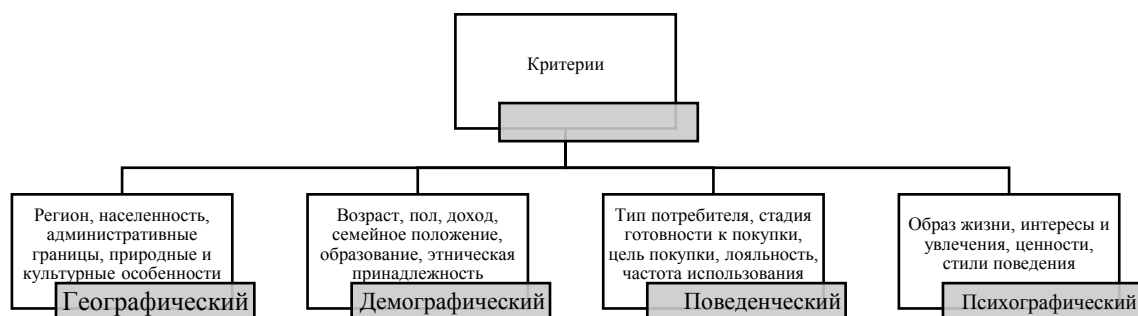 Критерии
Регион, населенность,
административные
границы, природные и
культурные особенности
Географический
Возраст, пол, доход,
семейное положение,
образование, этническая
принадлежность
Демографический
Тип потребителя, стадия
готовности к покупки,
цель покупки, лояльность,
частота использования
Поведенческий
Образ жизни, интересы и
увлечения, ценности,
стили поведения
Психографический